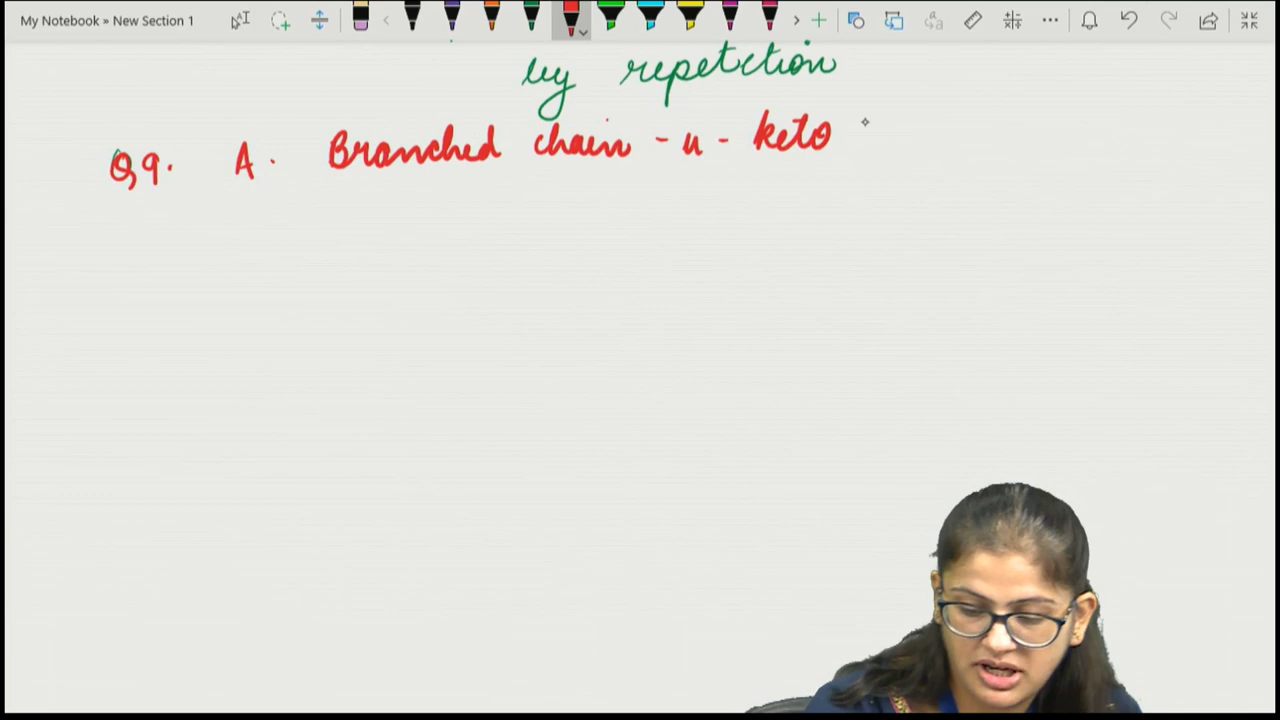 My Notebook » New Section 1
by repetition
Q9. A. Branched chain - u - keto